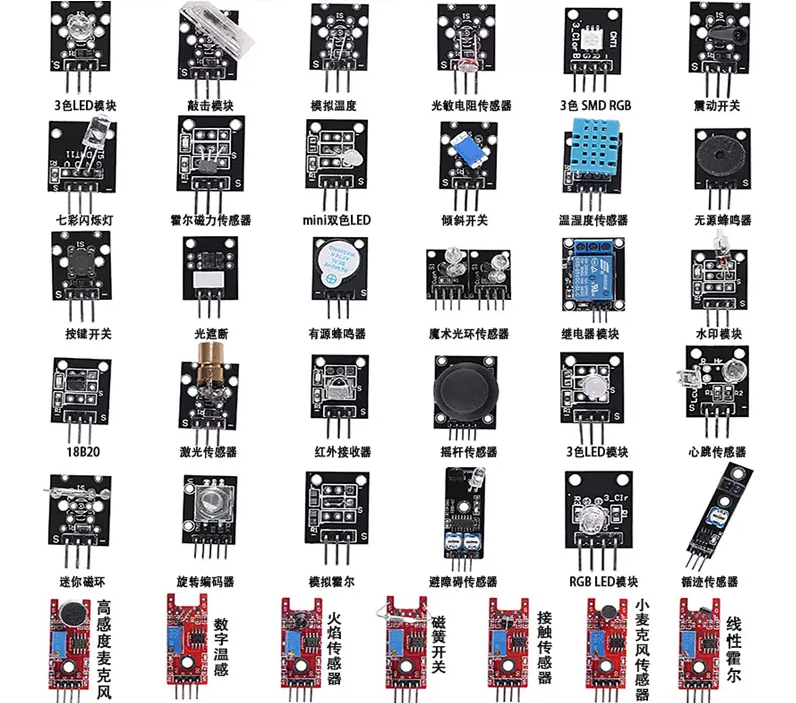 3色LED模块
敲击模块
模拟温度
光敏电阻传感器
3色 SMD RGB
震动开关
七彩闪烁灯
霍尔磁力传感器
mini双色LED
倾斜开关
温湿度传感器
无源蜂鸣器
按键开关
光遮断
有源蜂鸣器
魔术光环传感器
继电器模块
水印模块
18B20
激光传感器
红外接收器
摇杆传感器
3色LED模块
心跳传感器
迷你磁环
旋转编码器
模拟霍尔
避障碍传感器
RGB LED模块
循迹传感器
高感度麦克风
数字温感
火焰传感器
磁簧开关
接触传感器
小麦克风传感器
线性霍尔